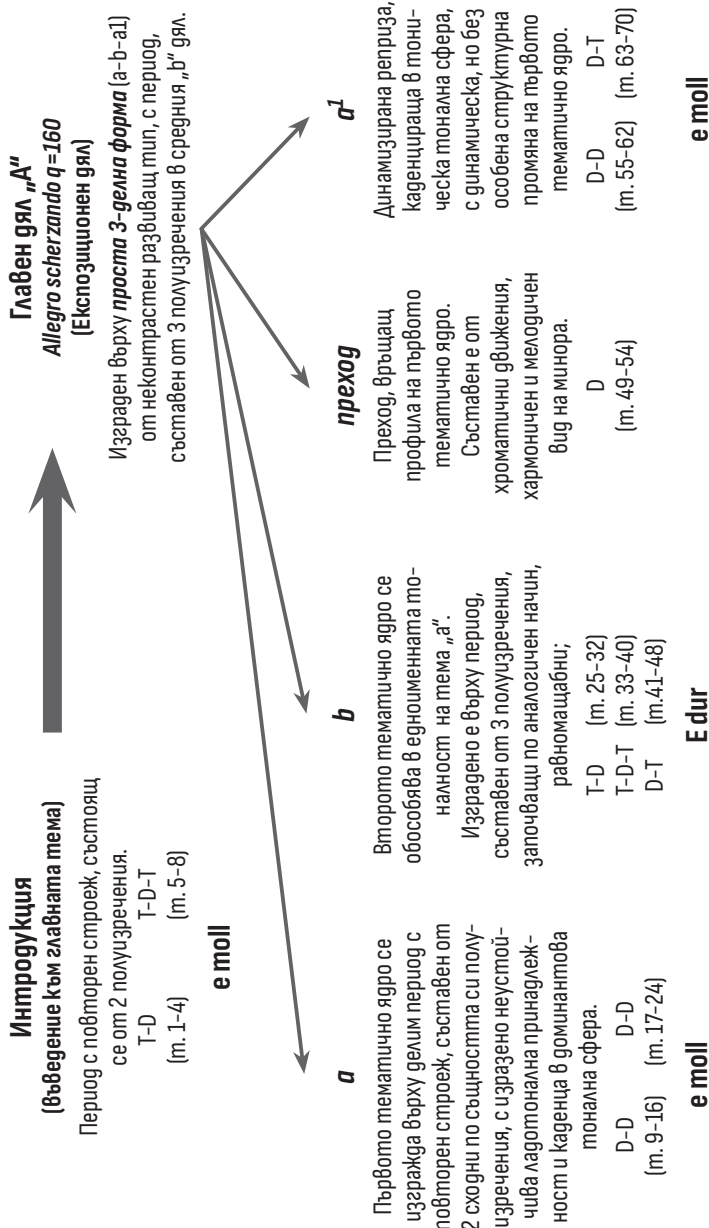 Интродукция
(въведение към главната тема)
Период с повторен строеж, състоящ
се от 2 полуизречения.
T-D T-D-T
(т. 1-4) (т. 5-8)
e moll
Главен дял „А“
Allegro scherzando q=160
(Експозиционен дял)
Изграден върху проста 3-делна форма (a-b-a1)
от неконтрастен развиващ тип, с период,
съставен от 3 полуизречения в средния „b“ дял.
a
Първото тематично ядро се
изгражда върху делим период с
повторен строеж, съставен от
2 сходни по същността си полу-
изречения, с изразено неустой-
чива ладотонална принадлеж-
ност и каденца в доминантова
тонална сфера.
D-D D-D
(т. 9-16) (т. 17-24)
e moll
b
Второто тематично ядро се
обособява в едноименната то-
налност на тема „а“.
Изградено е върху период,
съставен от 3 полуизречения,
започващи по аналогичен начин,
равномащабни;
T-D (т. 25-32)
T-D-T (т. 33-40)
D-T (т.41-48)
E dur
преход
Преход, връщащ
профила на първото
тематично ядро.
Съставен е от
хроматични движения,
хармоничен и мелодичен
вид на минора.
D
(т. 49-54)
a1
Динамизирана реприза,
каденцираща в тони-
ческа тонална сфера,
с динамическа, но без
особена структурна
промяна на първото
тематично ядро.
D-D D-T
(т. 55-62) (т. 63-70)
e moll